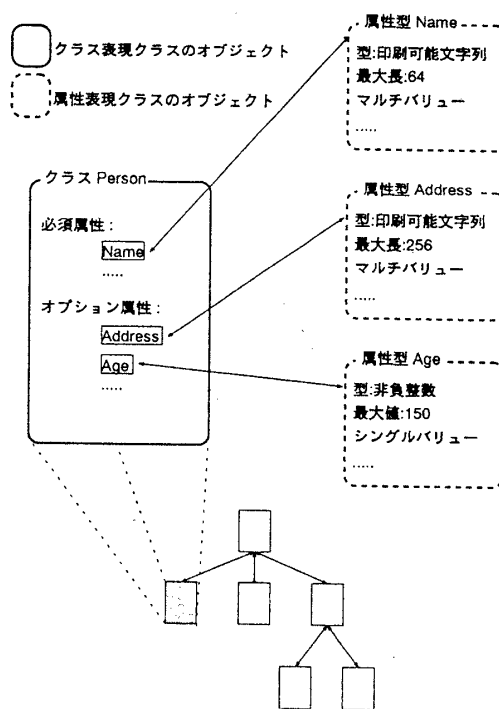 クラス表現クラスのオブジェクト
属性表現クラスのオブジェクト
クラス Person
必須属性:
Name
.....
オプション属性:
Address
Age
.....
属性型 Name
型:印刷可能文字列
最大長:64
マルチバリュー
.....
属性型 Address
型:印刷可能文字列
最大長:256
マルチバリュー
.....
属性型 Age
型:非負整数
最大値:150
シングルバリュー
.....